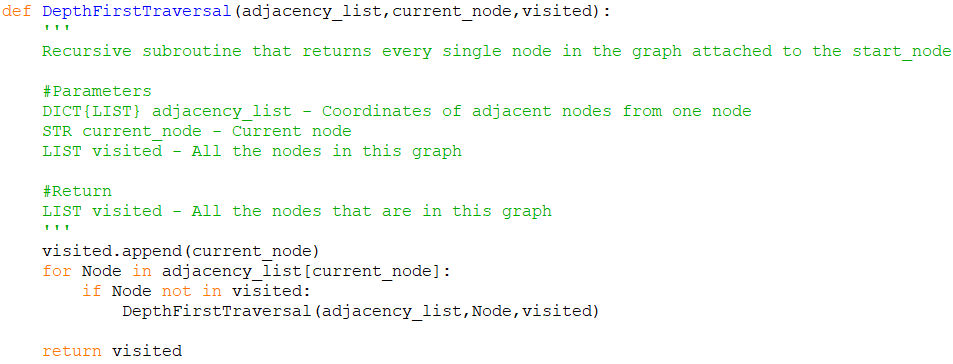 def DepthFirstTraversal(adjacency_list,current_node,visited):
    '''
    Recursive subroutine that returns every single node in the graph attached to the start_node

    #Parameters
    DICT{LIST} adjacency_list - Coordinates of adjacent nodes from one node
    STR current_node - Current node
    LIST visited - All the nodes in this graph

    #Return
    LIST visited - All the nodes that are in this graph
    '''
    visited.append(current_node)
    for Node in adjacency_list[current_node]:
        if Node not in visited:
            DepthFirstTraversal(adjacency_list,Node,visited)

    return visited